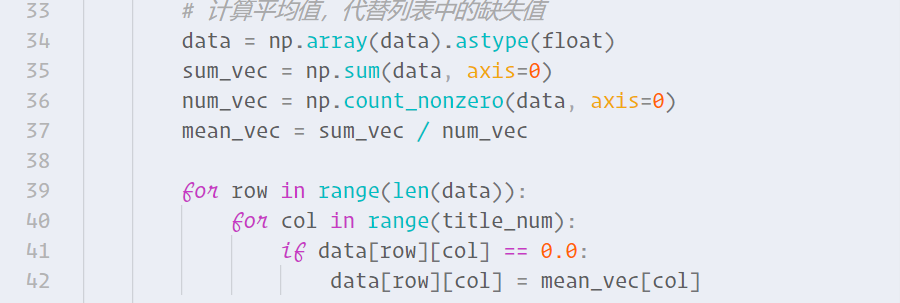 33 # 计算平均值，代替列表中的缺失值
34 data = np.array(data).astype(float)
35 sum_vec = np.sum(data, axis=0)
36 num_vec = np.count_nonzero(data, axis=0)
37 mean_vec = sum_vec / num_vec
38
39 for row in range(len(data)):
40 for col in range(title_num):
41 if data[row][col] == 0.0:
42 data[row][col] = mean_vec[col]